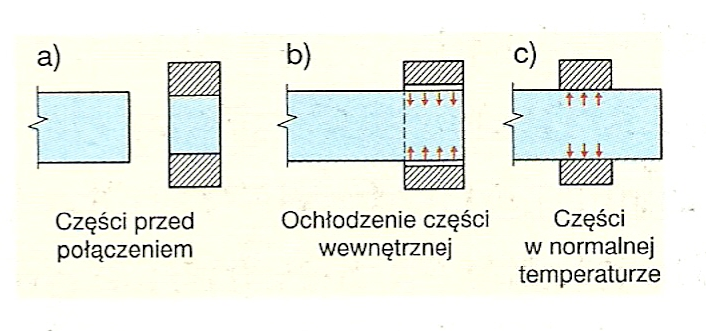 a)
b)
c)
Części przed
połączeniem
Ochłodzenie części
wewnętrznej
Części
w normalnej
temperaturze